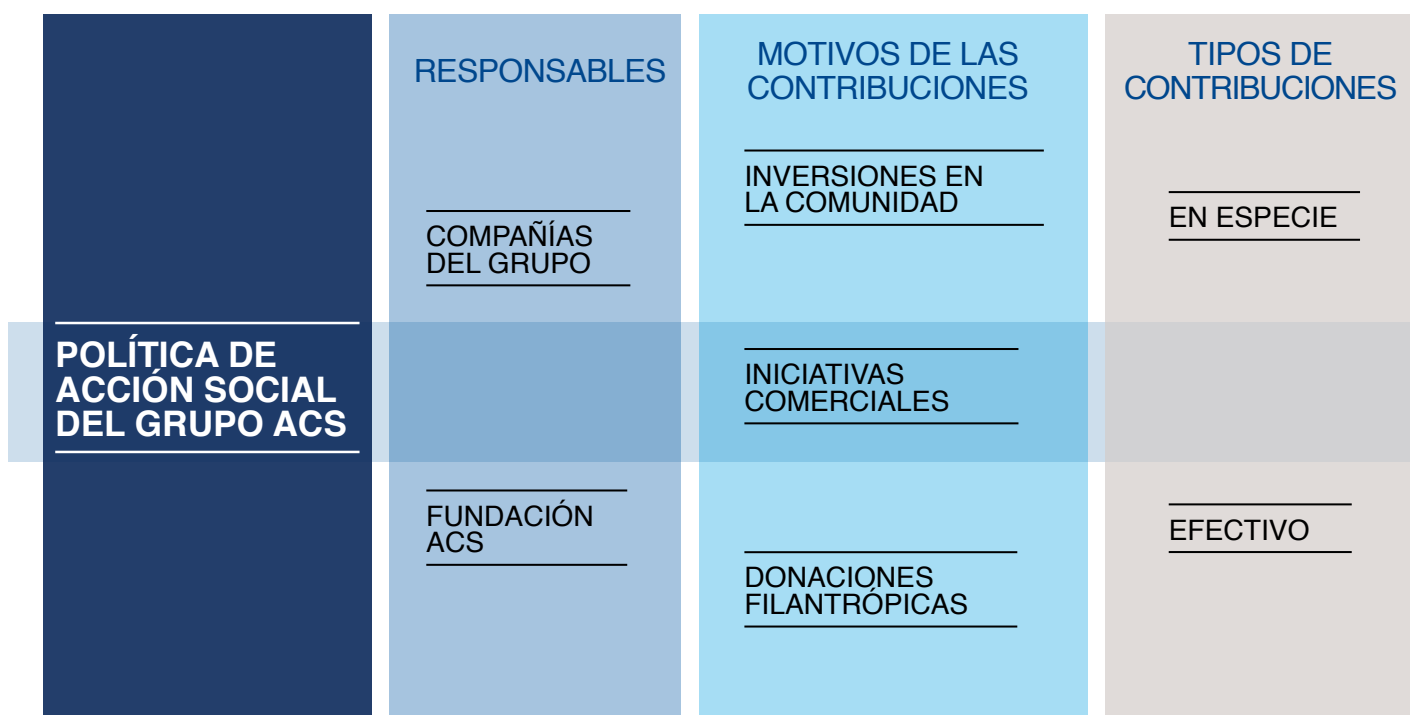 POLÍTICA DE
ACCIÓN SOCIAL
DEL GRUPO ACS
RESPONSABLES
COMPAÑÍAS
DEL GRUPO
FUNDACIÓN
ACS
MOTIVOS DE LAS
CONTRIBUCIONES
INVERSIONES EN
LA COMUNIDAD
INICIATIVAS
COMERCIALES
DONACIONES
FILANTRÓPICAS
TIPOS DE
CONTRIBUCIONES
EN ESPECIE
EFECTIVO